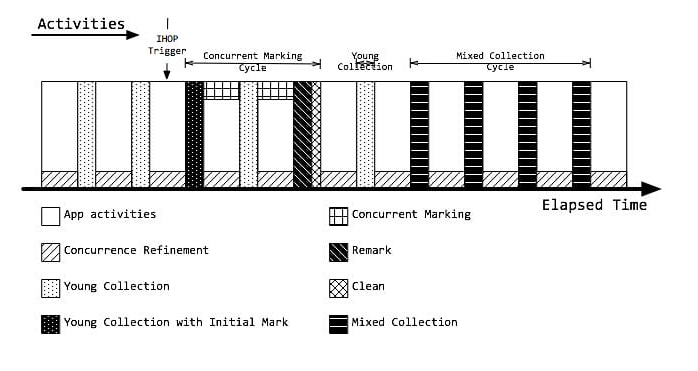 Activities
IHOP
Trigger
Concurrent Marking
Cycle
Young
Collection
Mixed Collection
Cycle
Elapsed Time
App activities
Concurrent Marking
Concurrence Refinement
Remark
Young Collection
Clean
Young Collection with Initial Mark
Mixed Collection